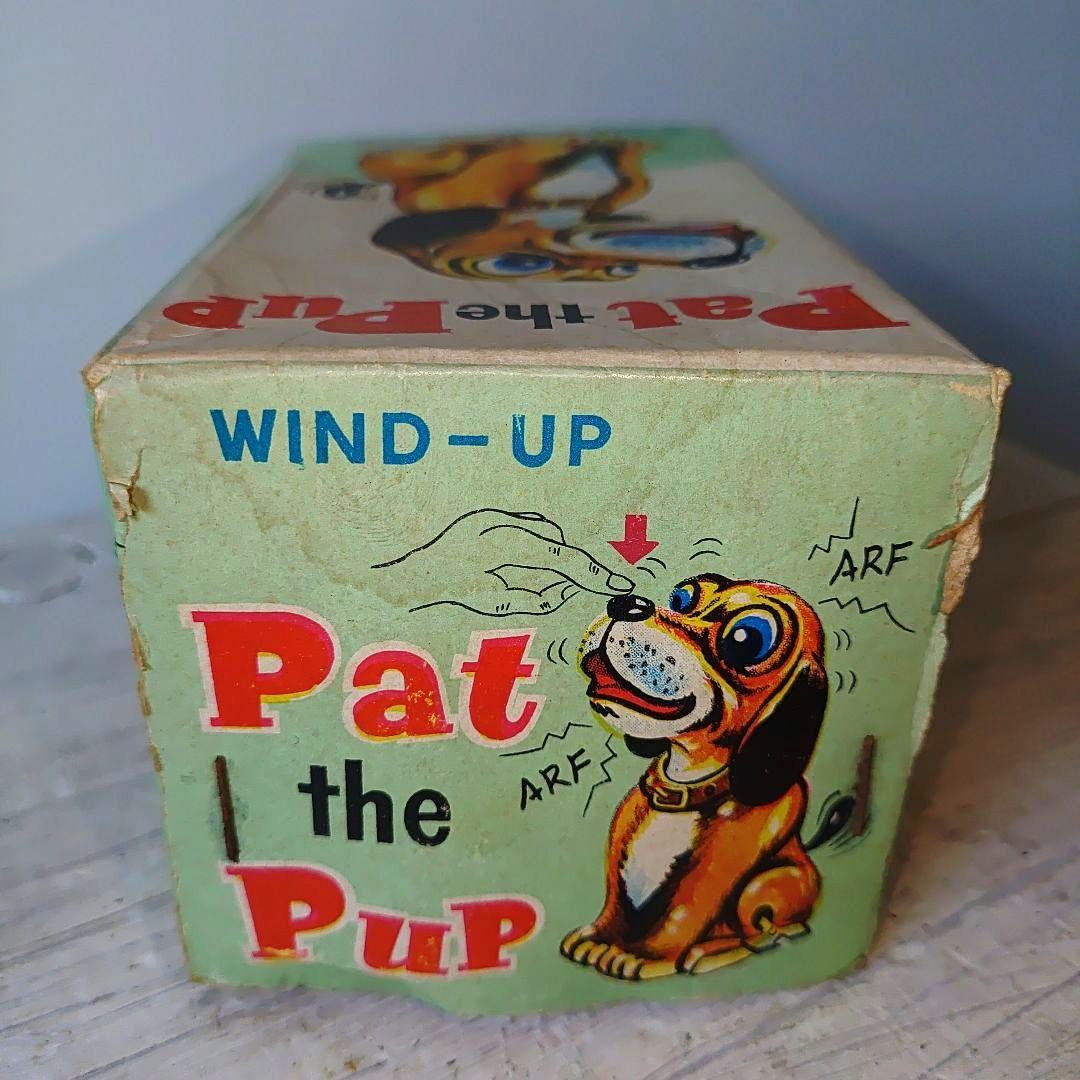 Pat the Pup
WIND-UP
ARF
Pat
the
Pup
ARF